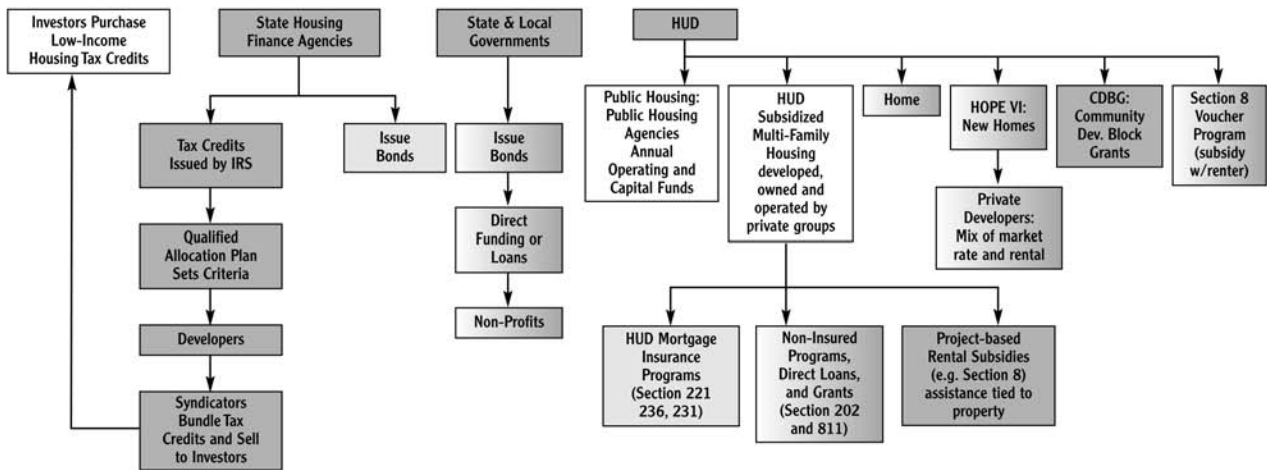 Investors Purchase
Low-Income
Housing Tax Credits
State Housing
Finance Agencies
State & Local
Governments
HUD
Tax Credits
Issued by IRS
Issue
Bonds
Issue
Bonds
Public Housing:
Public Housing
Agencies
Annual
Operating and
Capital Funds
HUD
Subsidized
Multi-Family
Housing
developed,
owned and
operated by
private groups
Home
HOPE VI:
New Homes
CDBG:
Community
Dev. Block
Grants
Section 8
Voucher
Program
(subsidy
w/renter)
Qualified
Allocation Plan
Sets Criteria
Direct
Funding or
Loans
Private
Developers:
Mix of market
rate and rental
Developers
Non-Profits
HUD Mortgage
Insurance
Programs
(Section 221
236, 231)
Non-Insured
Programs,
Direct Loans,
and Grants
(Section 202
and 811)
Project-based
Rental Subsidies
(e.g. Section 8)
assistance tied to
property
Syndicators
Bundle Tax
Credits and Sell
to Investors